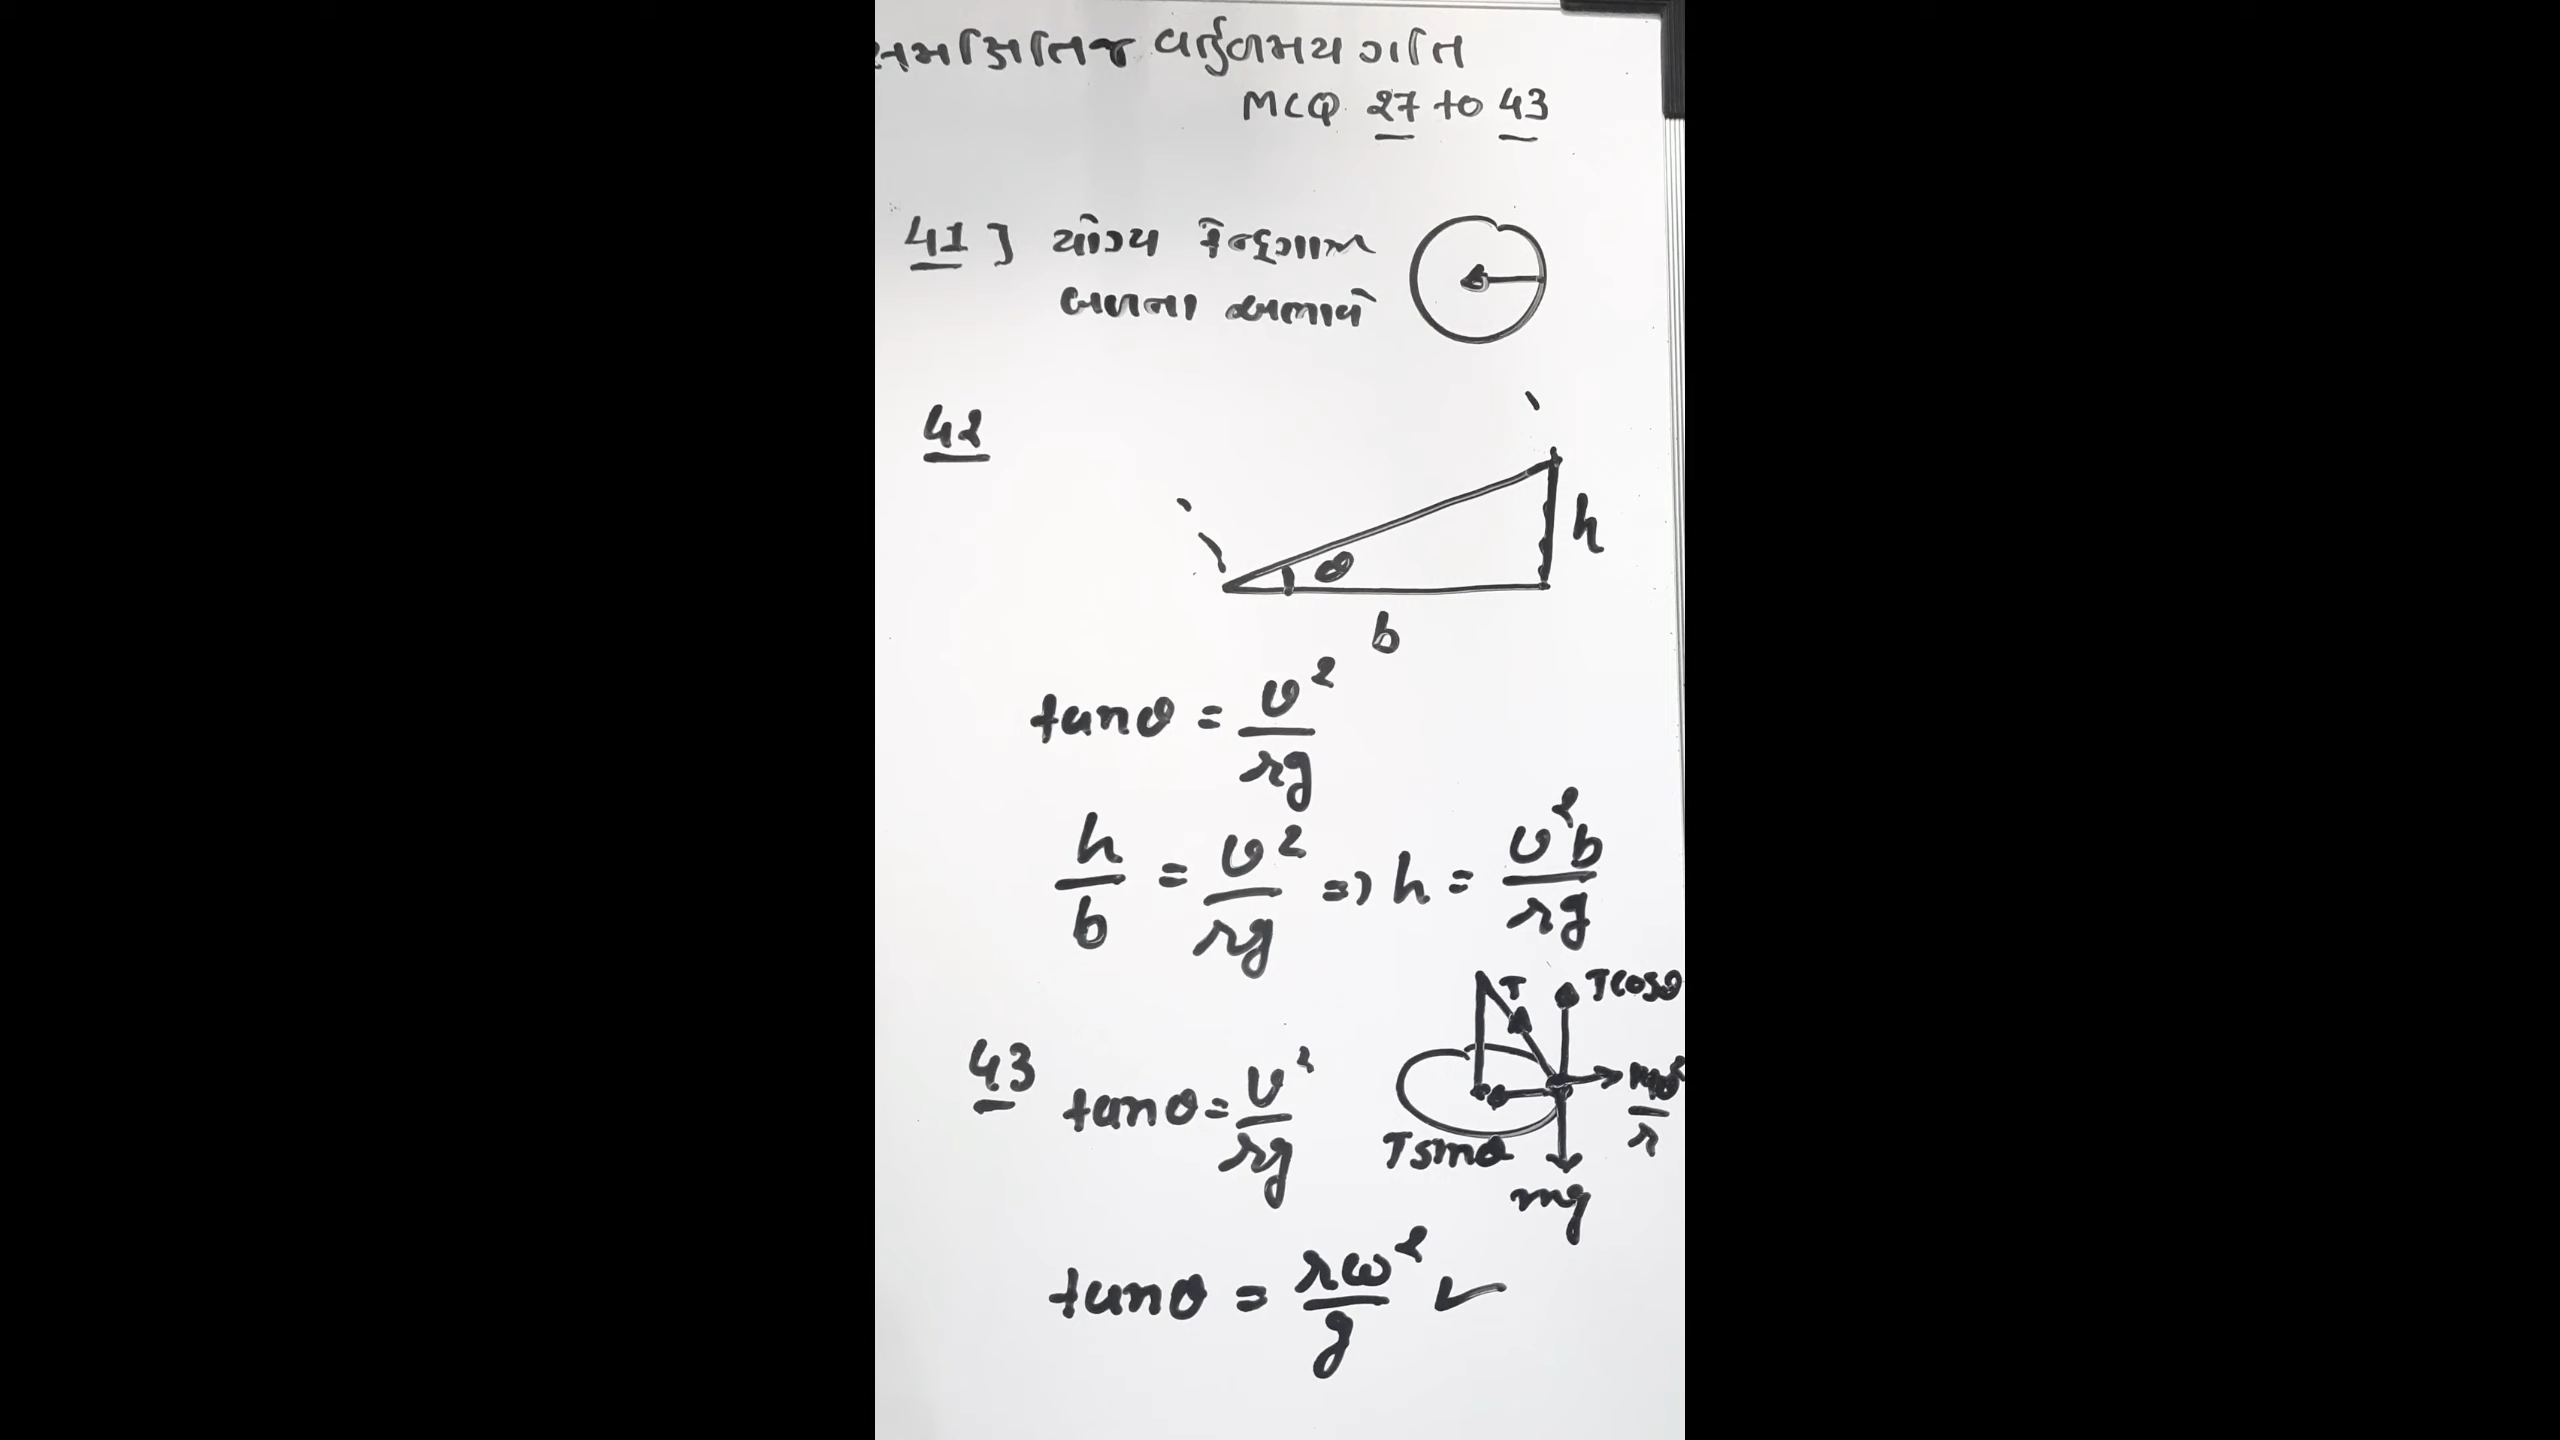 સમક્ષિતિજ વર્તુળમય ગતિ
MCQ 27 to 43
41] યોગ્ય કેન્દ્રગામી
બળના અભાવે
42
h
θ
b
tanθ = v²/rg
h/b = v²/rg => h = v²b/rg
T Tcosθ
43 tanθ = v²/rg
mv²/r
Tsinθ
mg
tanθ = rω²/g ✓